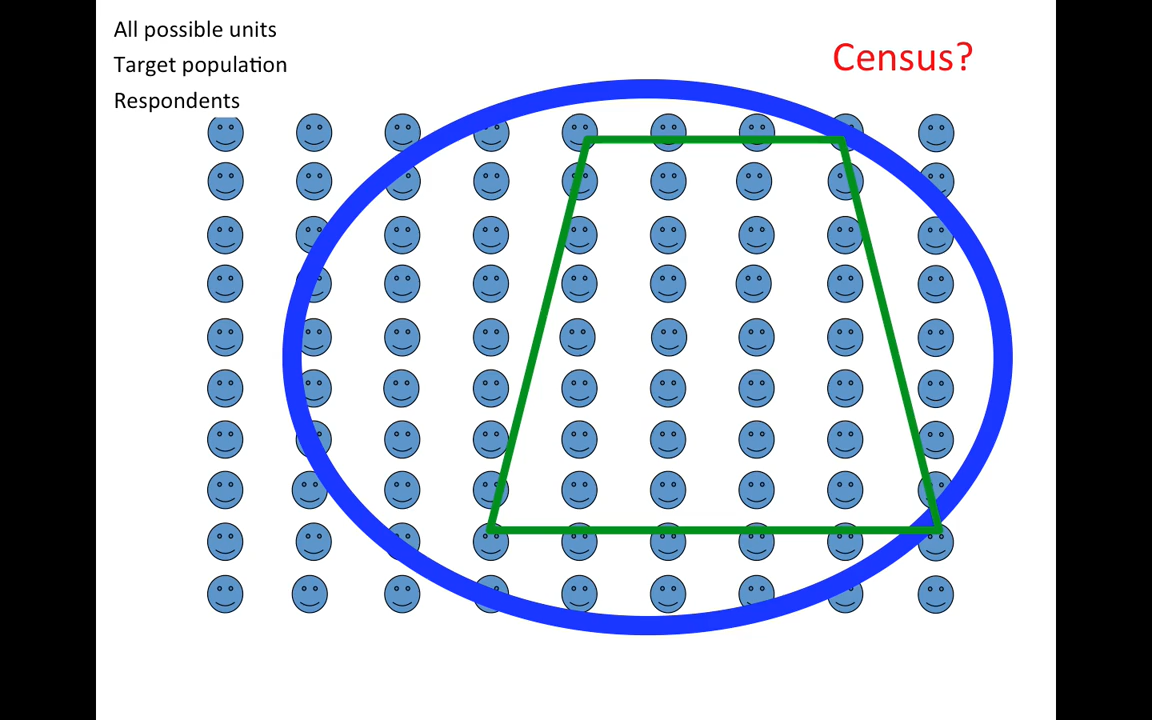 All possible units
Target population
Respondents
Census?